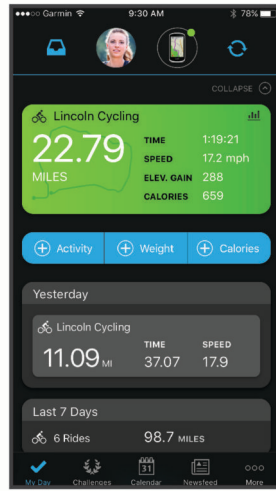 Garmin 9:30 AM 78%
COLLAPSE
Lincoln Cycling
22.79
MILES
TIME 1:19:21
SPEED 17.2 mph
ELEV. GAIN 288
CALORIES 659
Activity Weight Calories
Yesterday
Lincoln Cycling
11.09 MI
TIME SPEED
37.07 17.9
Last 7 Days
6 Rides 98.7 MILES
31
My Day Challenges Calendar Newsfeed More